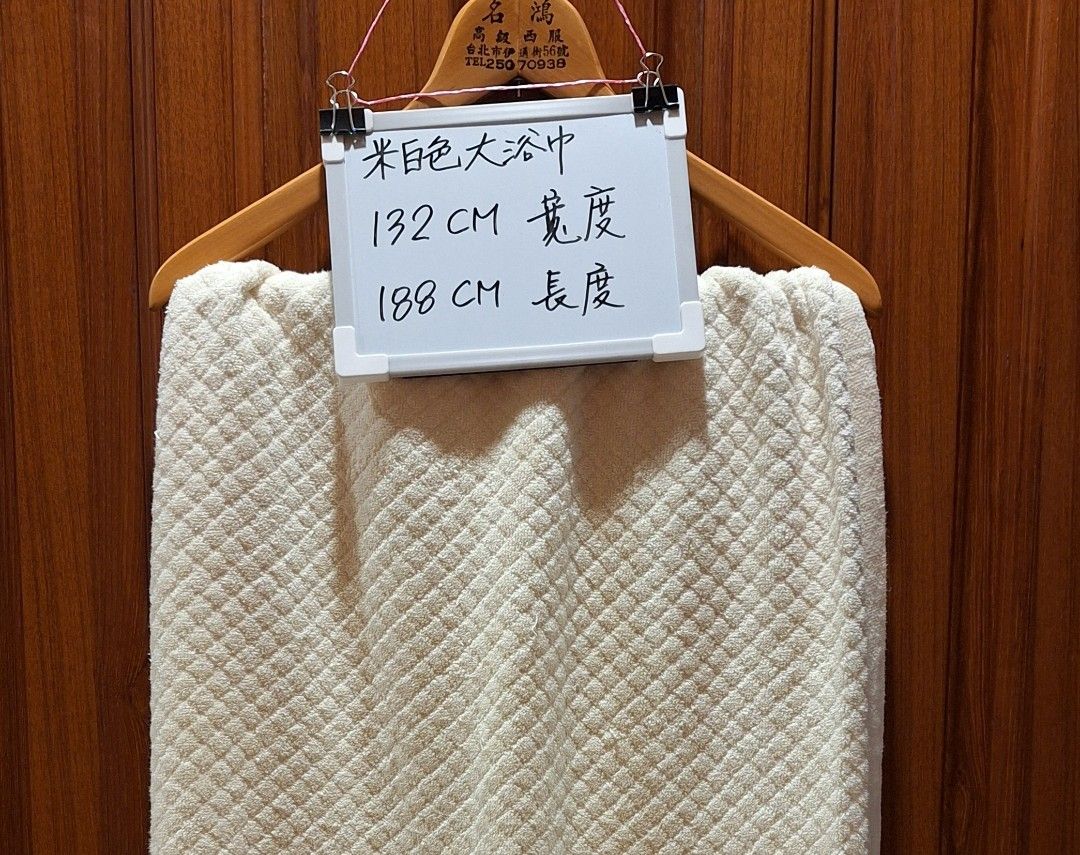 名 鴻
高級西服
台北市伊通街56號
TEL25070938
米白色大浴巾
132 CM 寬度
188 CM 長度